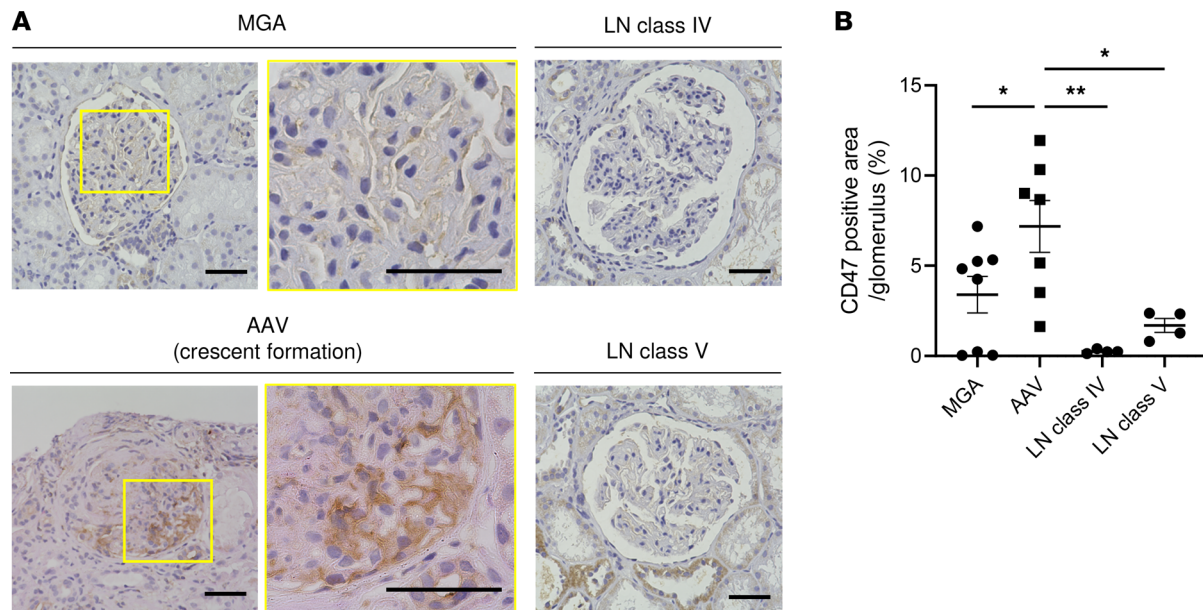 A
MGA
LN class IV
AAV
(crescent formation)
LN class V
B
CD47 positive area
/glomerulus (%)
15
10
5
0
*
**
*
MGA
AAV
LN class IV
LN class V